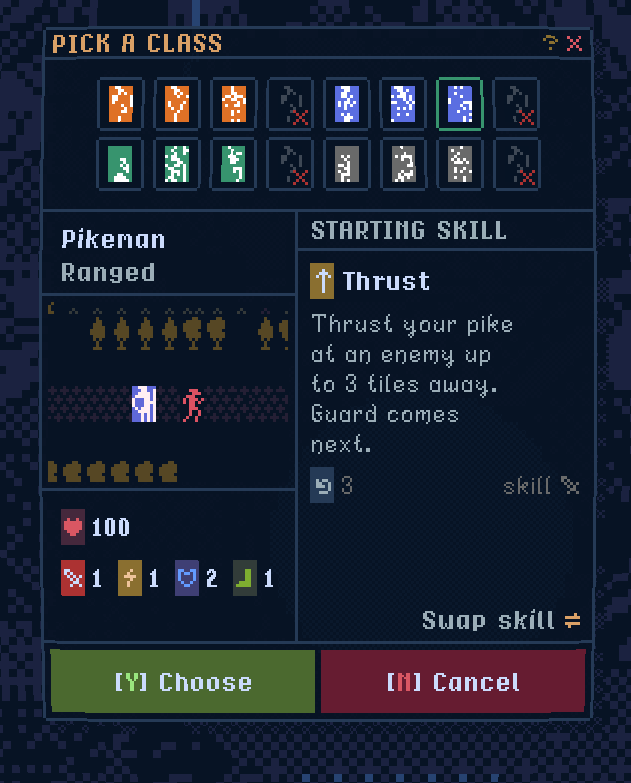 PICK A CLASS ?
Pikeman
Ranged
STARTING SKILL
Thrust
Thrust your pike
at an enemy up
to 3 tiles away.
Guard comes
next.
3 skill
100
1 1 2 1
Swap skill
[Y] Choose [N] Cancel